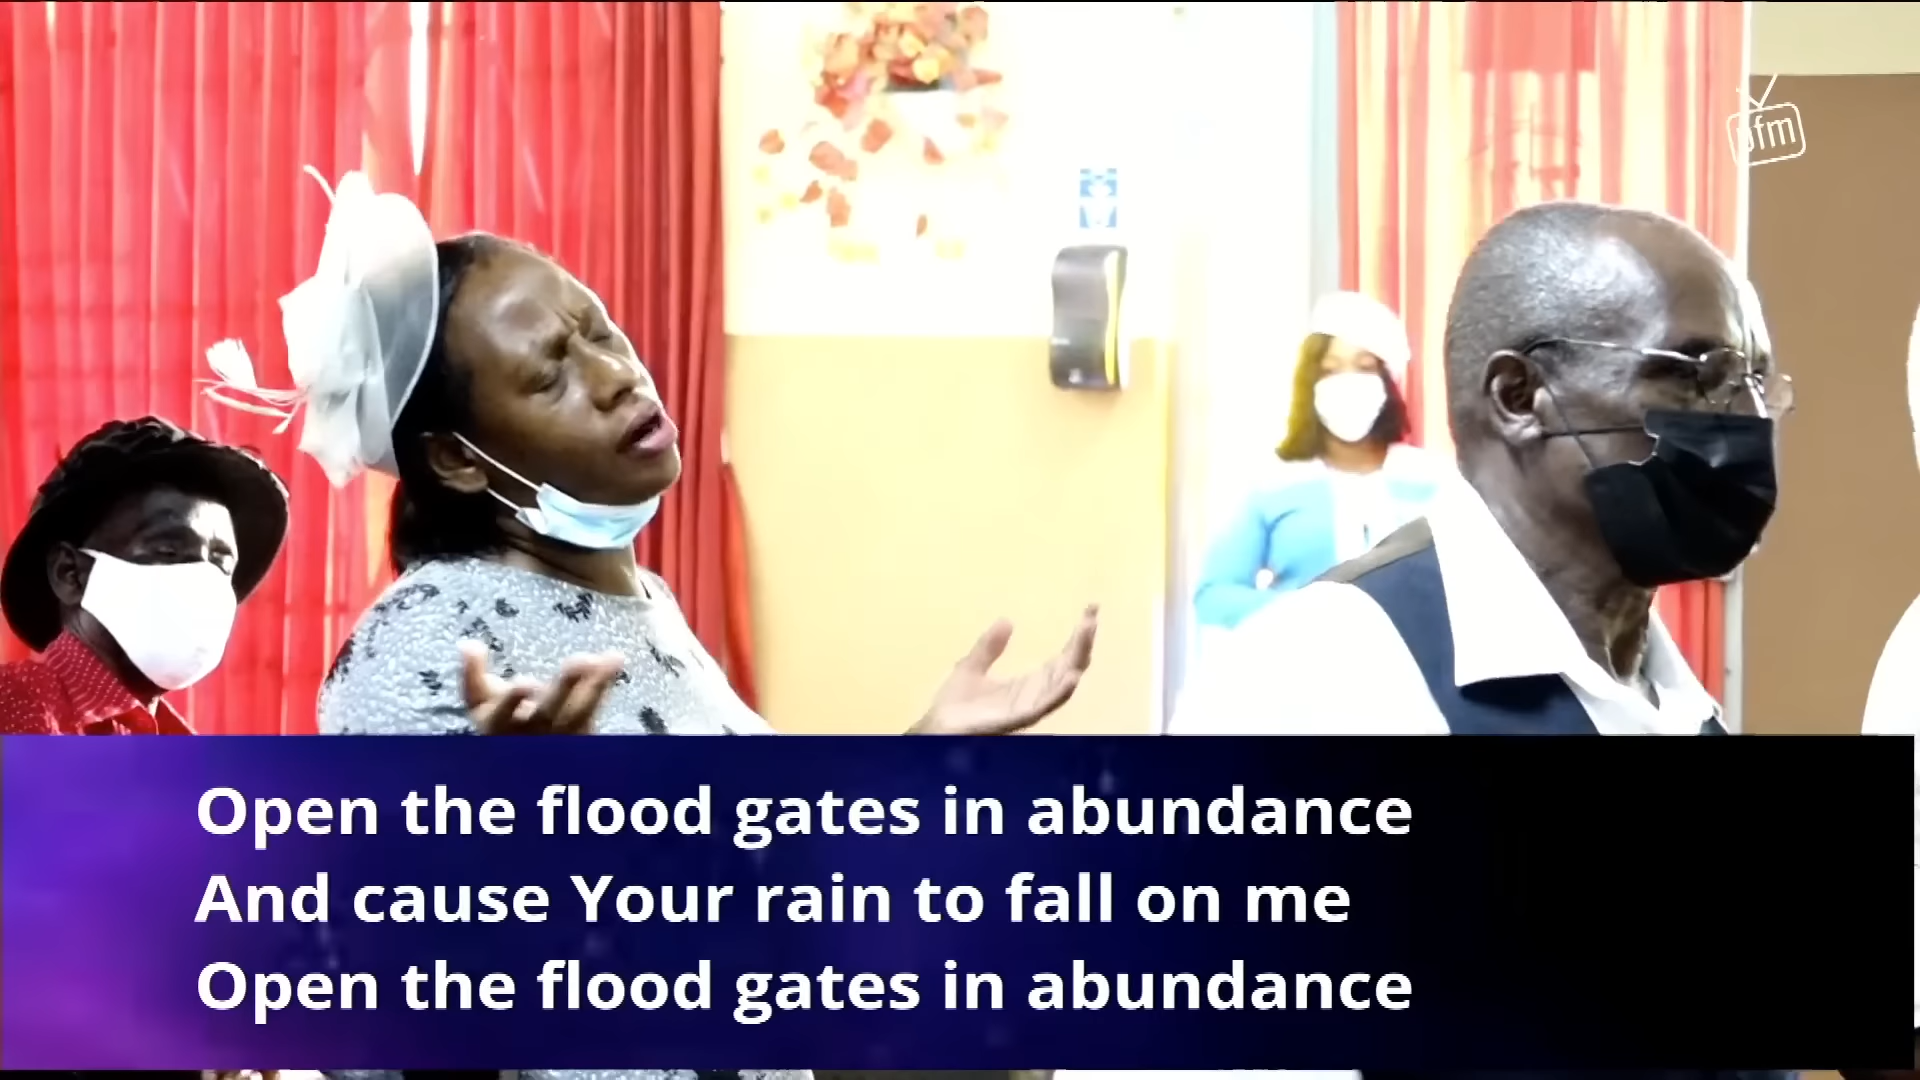 pfm
Open the flood gates in abundance
And cause Your rain to fall on me
Open the flood gates in abundance